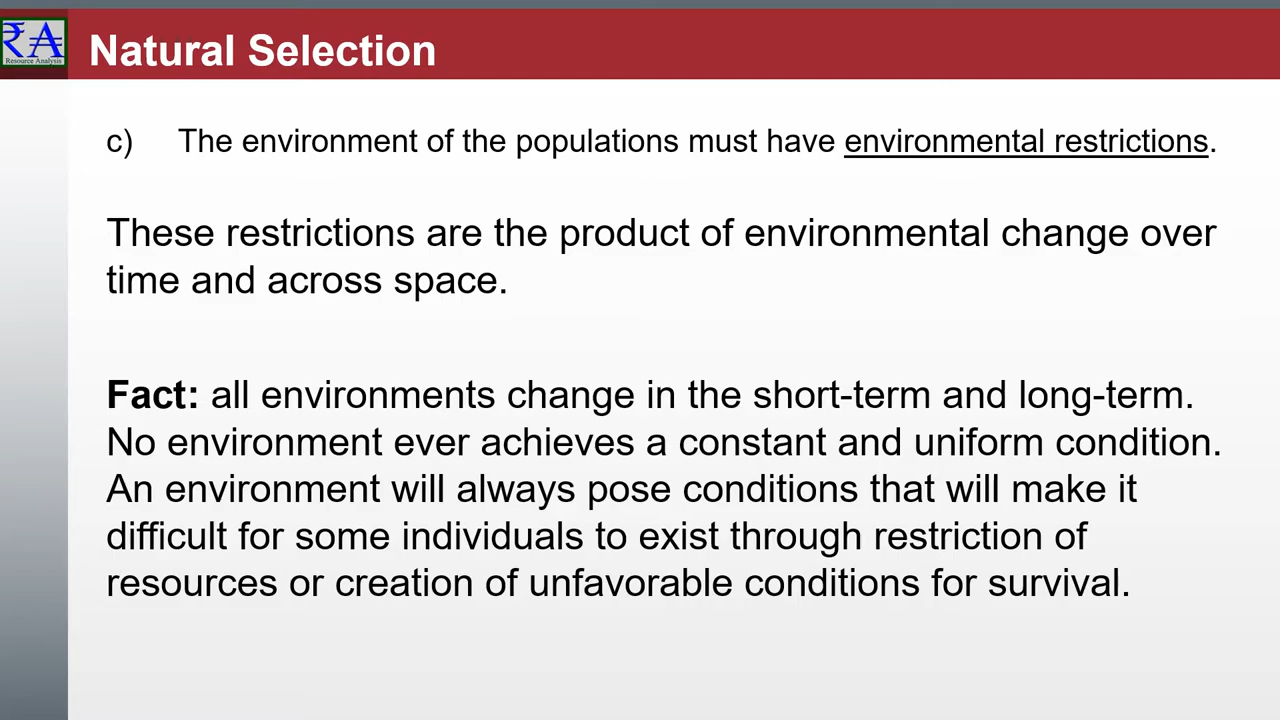 ₹A
Resource Analysis
Natural Selection
c) The environment of the populations must have environmental restrictions.
These restrictions are the product of environmental change over
time and across space.
Fact: all environments change in the short-term and long-term.
No environment ever achieves a constant and uniform condition.
An environment will always pose conditions that will make it
difficult for some individuals to exist through restriction of
resources or creation of unfavorable conditions for survival.